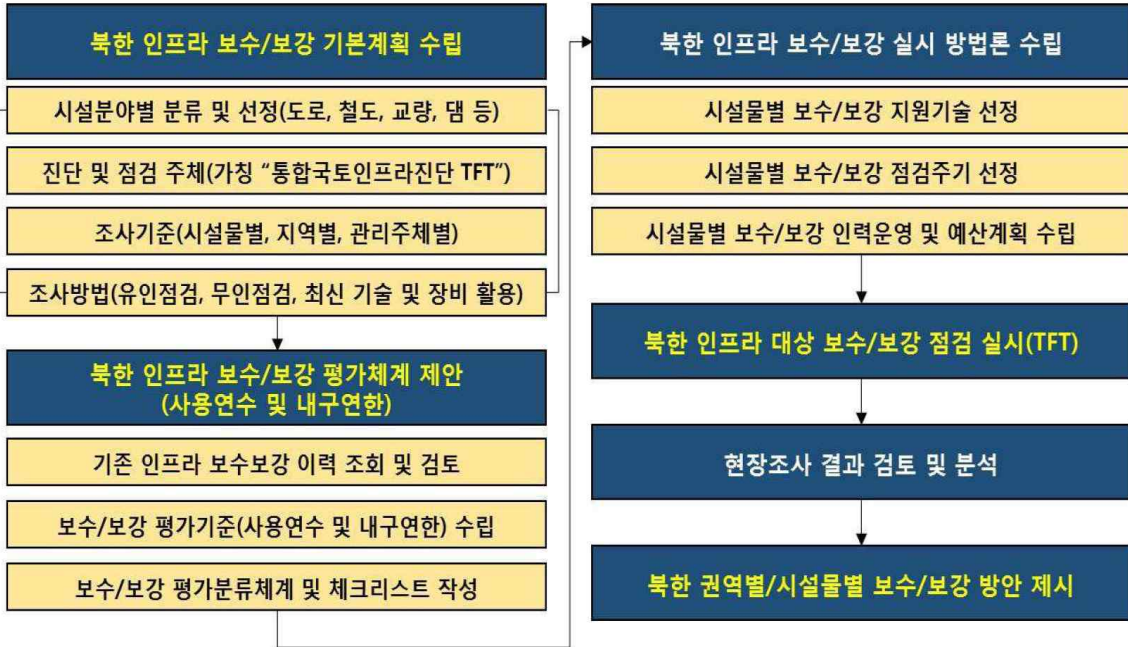 북한 인프라 보수/보강 기본계획 수립
시설분야별 분류 및 선정(도로, 철도, 교량, 댐 등)
진단 및 점검 주체(가칭 “통합국토인프라진단 TFT”)
조사기준(시설물별, 지역별, 관리주체별)
조사방법(유인점검, 무인점검, 최신 기술 및 장비 활용)
북한 인프라 보수/보강 평가체계 제안
(사용연수 및 내구연한)
기존 인프라 보수보강 이력 조회 및 검토
보수/보강 평가기준(사용연수 및 내구연한) 수립
보수/보강 평가분류체계 및 체크리스트 작성
북한 인프라 보수/보강 실시 방법론 수립
시설물별 보수/보강 지원기술 선정
시설물별 보수/보강 점검주기 선정
시설물별 보수/보강 인력운영 및 예산계획 수립
북한 인프라 대상 보수/보강 점검 실시(TFT)
현장조사 결과 검토 및 분석
북한 권역별/시설물별 보수/보강 방안 제시